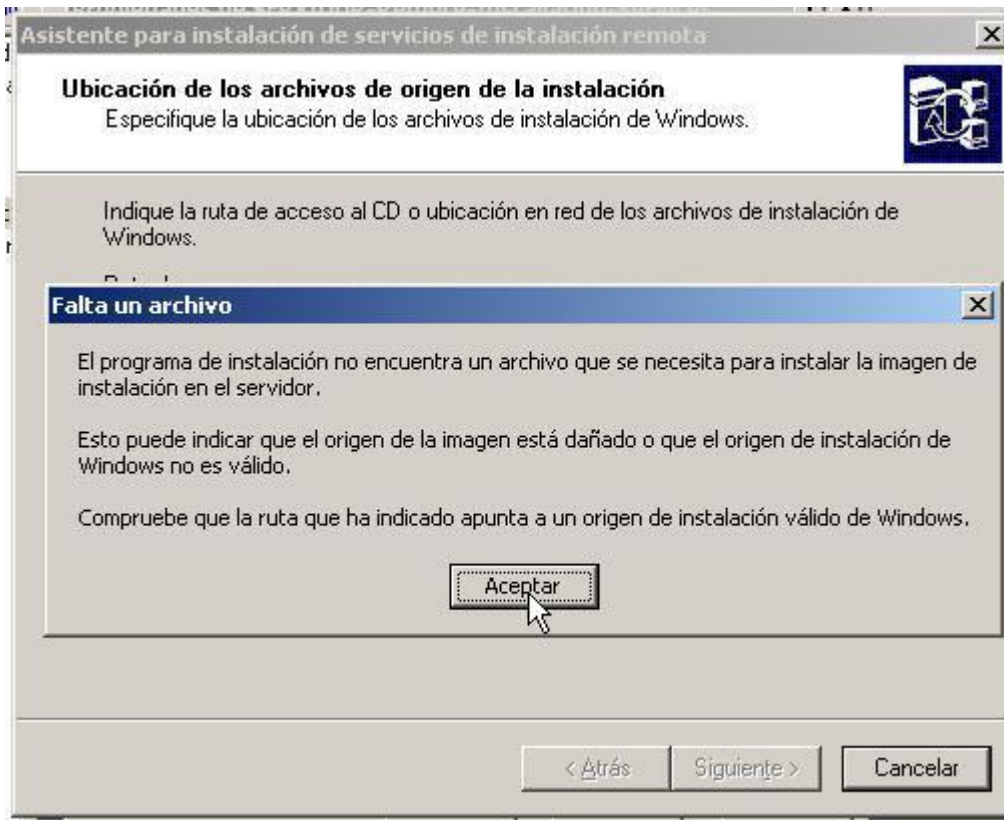 Asistente para instalación de servicios de instalación remota
Ubicación de los archivos de origen de la instalación
Especifique la ubicación de los archivos de instalación de Windows.
Indique la ruta de acceso al CD o ubicación en red de los archivos de instalación de
Windows.
Falta un archivo
El programa de instalación no encuentra un archivo que se necesita para instalar la imagen de
instalación en el servidor.
Esto puede indicar que el origen de la imagen está dañado o que el origen de instalación de
Windows no es válido.
Compruebe que la ruta que ha indicado apunta a un origen de instalación válido de Windows.
Aceptar
< Atrás
Siguiente >
Cancelar